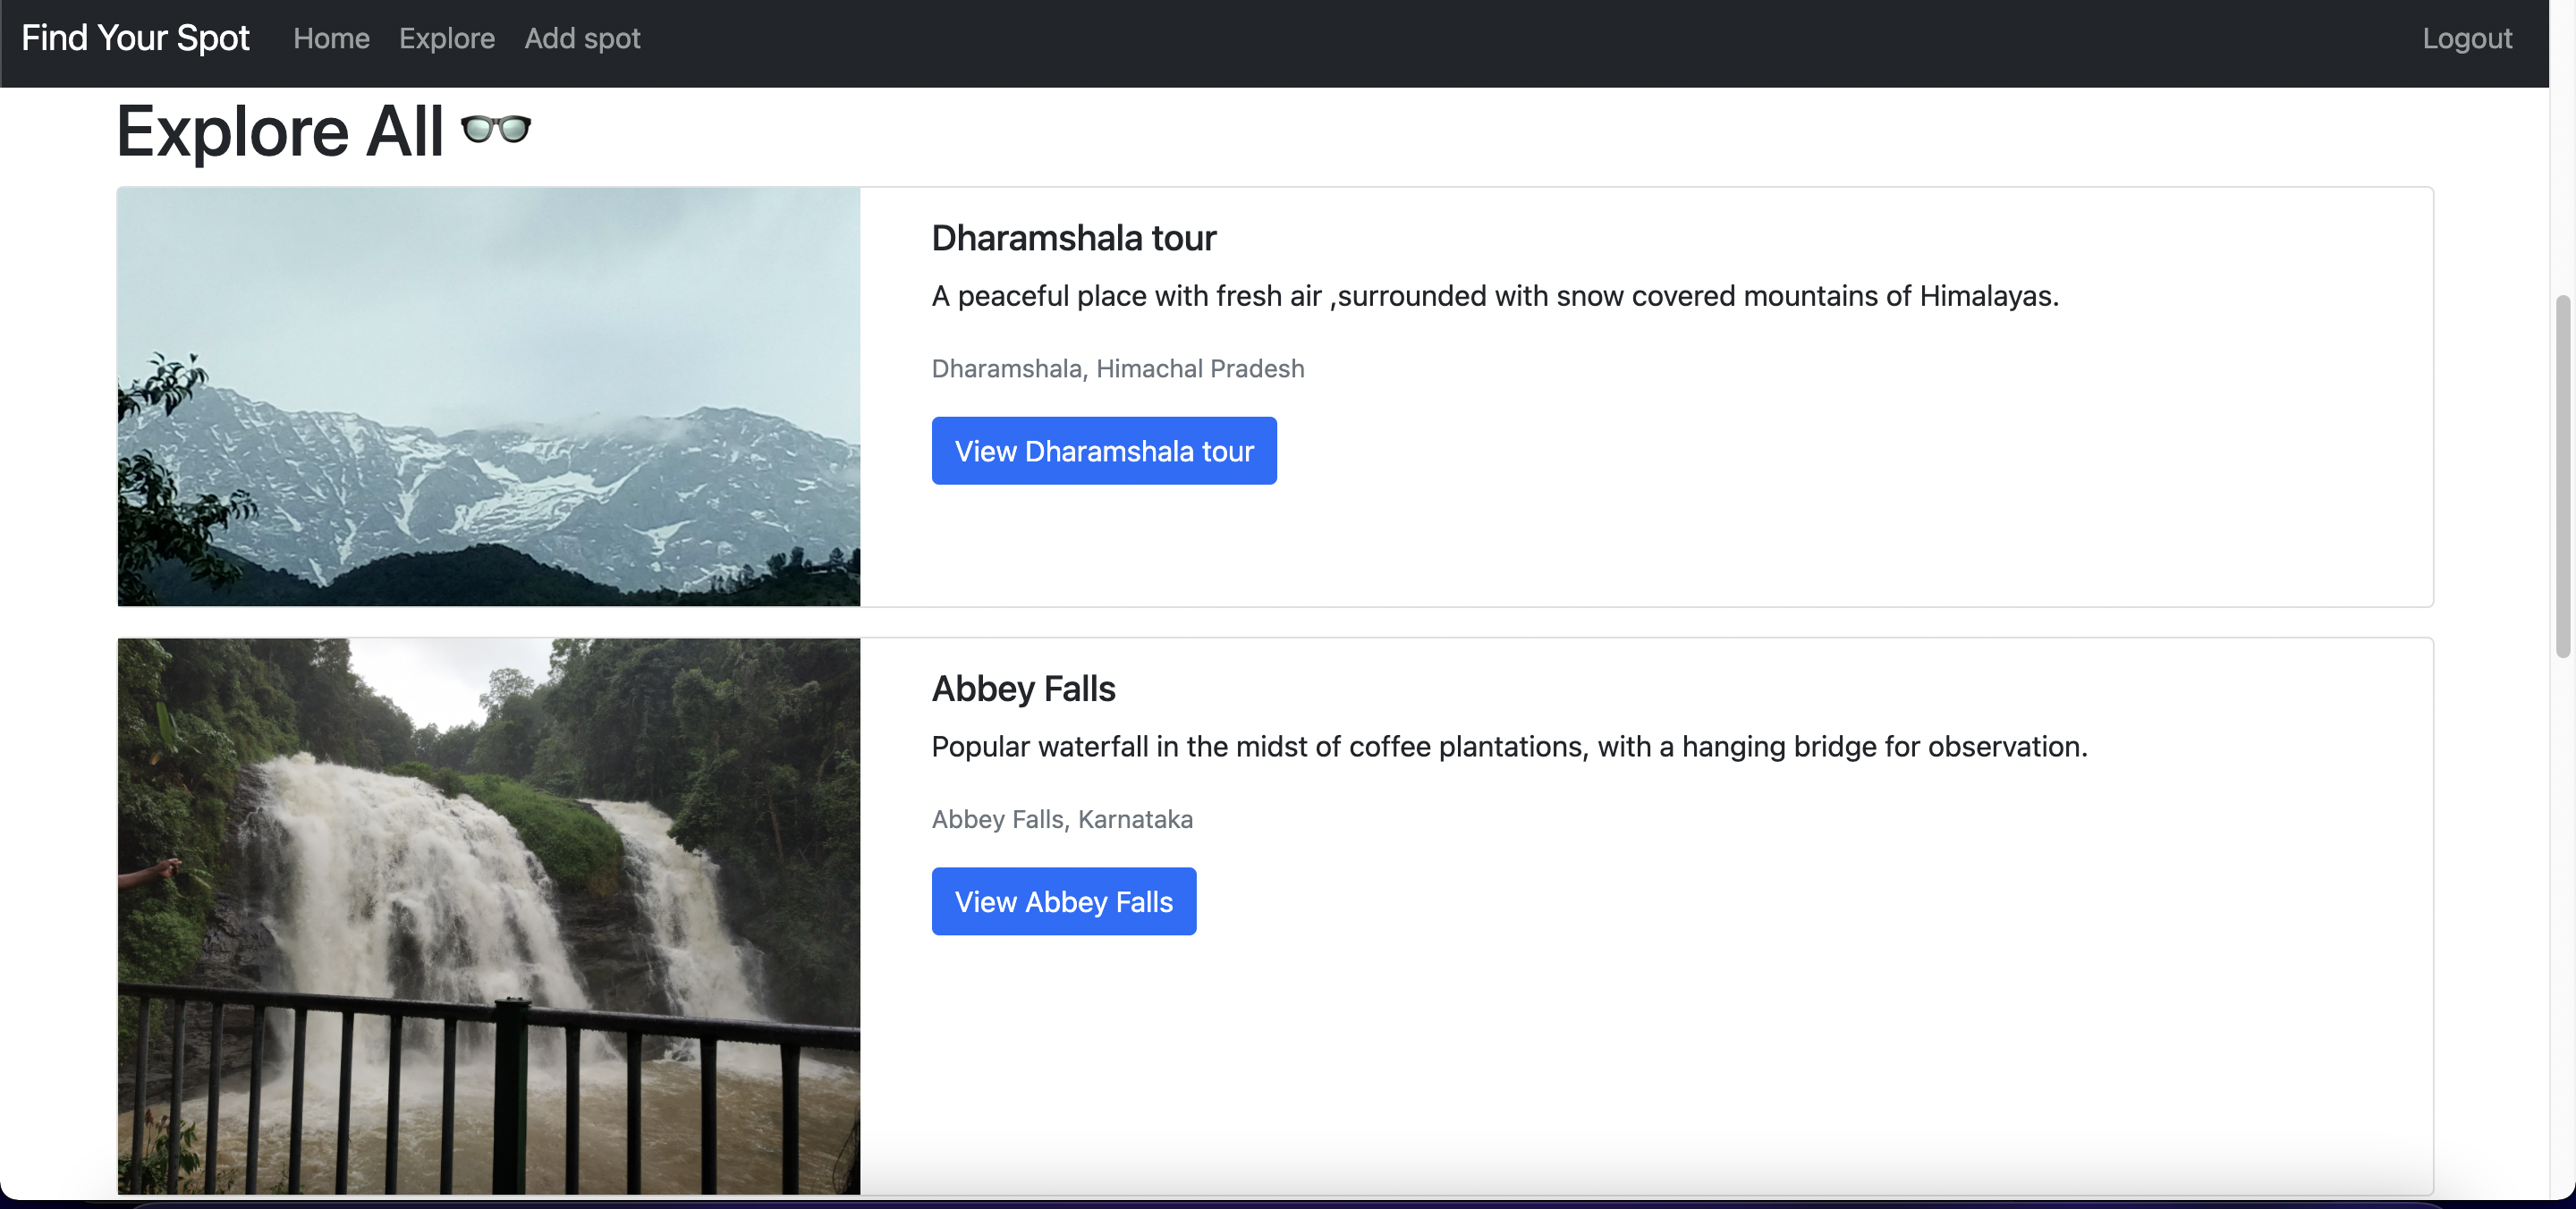 Find Your Spot Home Explore Add spot Logout
Explore All 🕶️
Dharamshala tour
A peaceful place with fresh air ,surrounded with snow covered mountains of Himalayas.
Dharamshala, Himachal Pradesh
View Dharamshala tour
Abbey Falls
Popular waterfall in the midst of coffee plantations, with a hanging bridge for observation.
Abbey Falls, Karnataka
View Abbey Falls